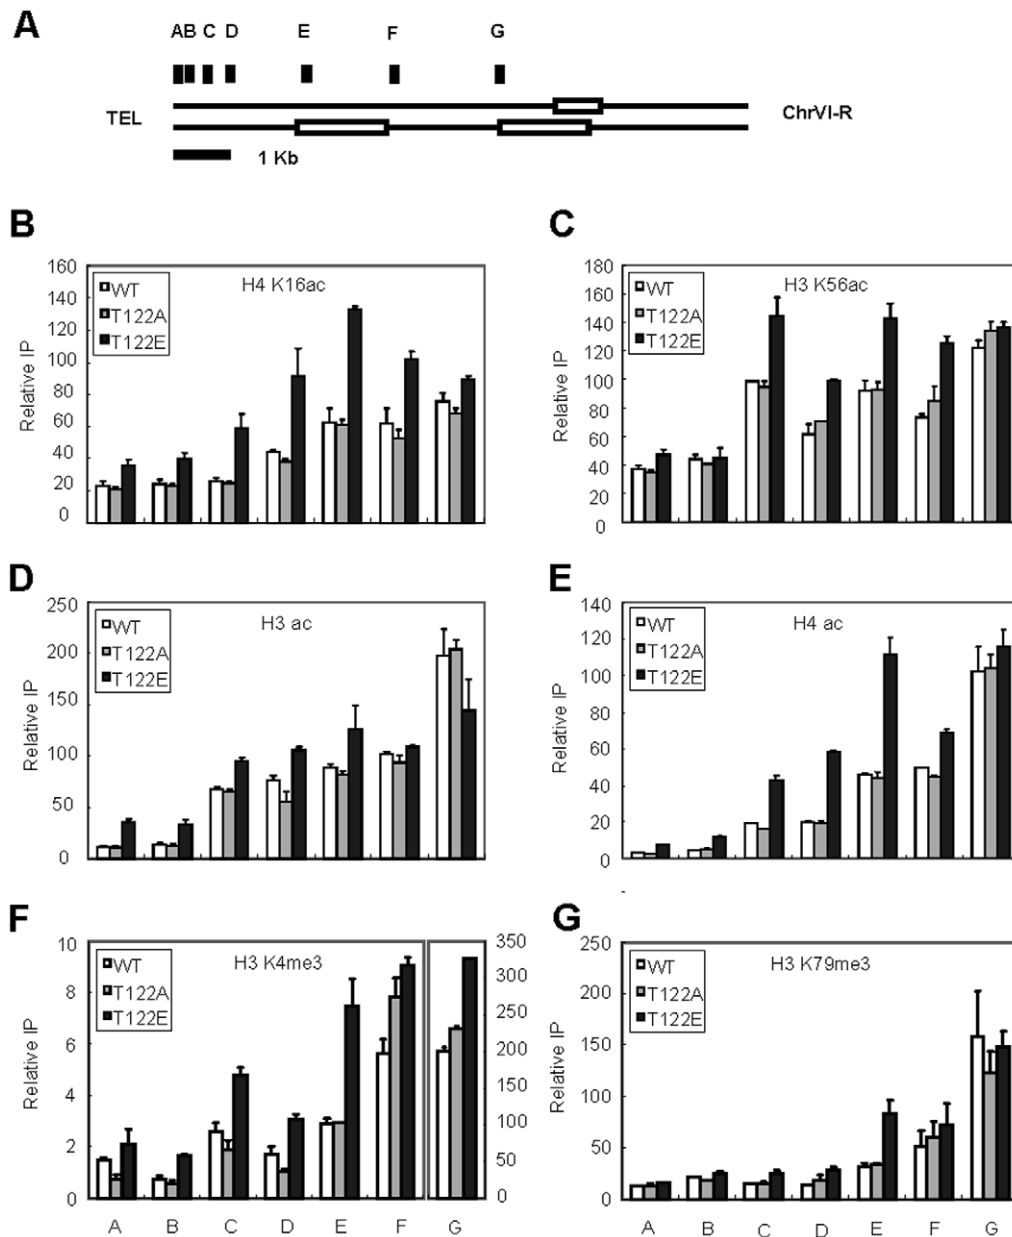 A
AB C D E F G
TEL
ChrVI-R
1 Kb
B
H4 K16ac
WT
T122A
T122E
Relative IP
160
140
120
100
80
60
40
20
0
C
H3 K56ac
WT
T122A
T122E
Relative IP
180
140
120
100
80
60
40
20
0
D
H3 ac
WT
T122A
T122E
Relative IP
250
200
150
100
50
0
E
H4 ac
WT
T122A
T122E
Relative IP
140
120
100
80
60
40
20
0
F
H3 K4me3
WT
T122A
T122E
Relative IP
10
8
6
4
2
0
350
300
250
200
150
100
50
0
A B C D E F G
G
H3 K79me3
WT
T122A
T122E
Relative IP
250
200
150
100
50
0
A B C D E F G